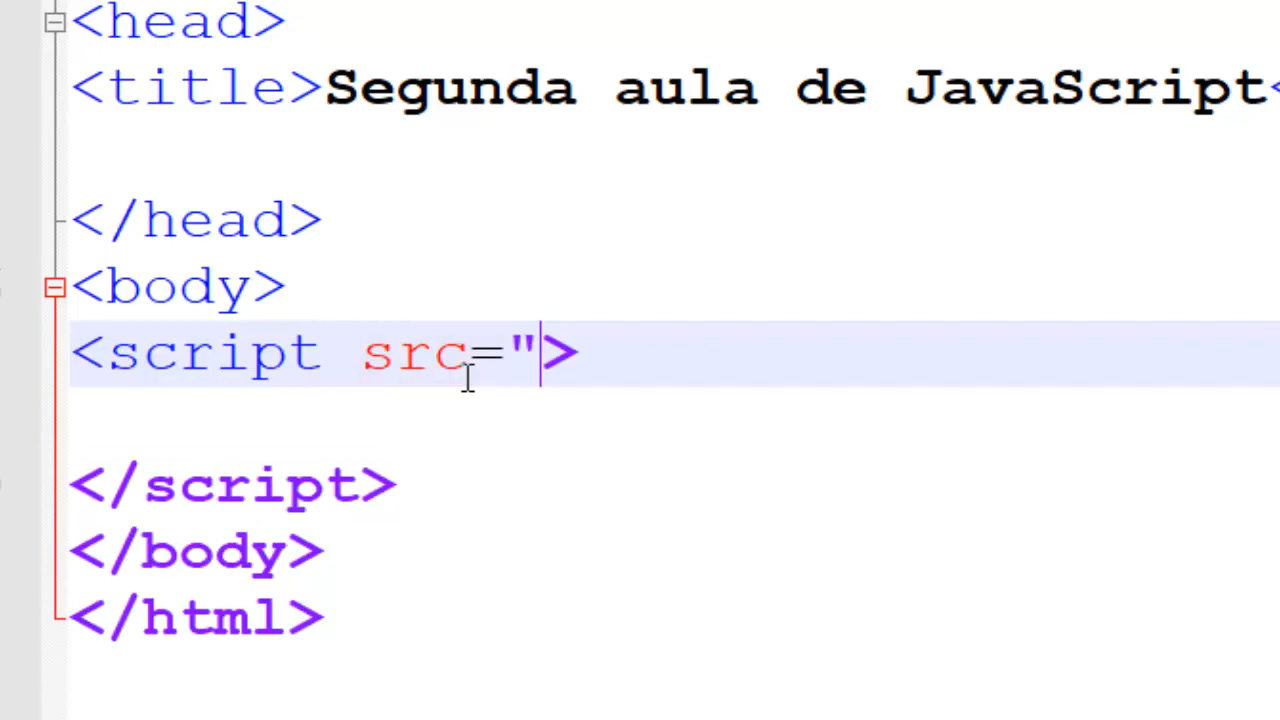 <head>
<title>Segunda aula de JavaScript<
</head>
<body>
<script src=">
</script>
</body>
</html>